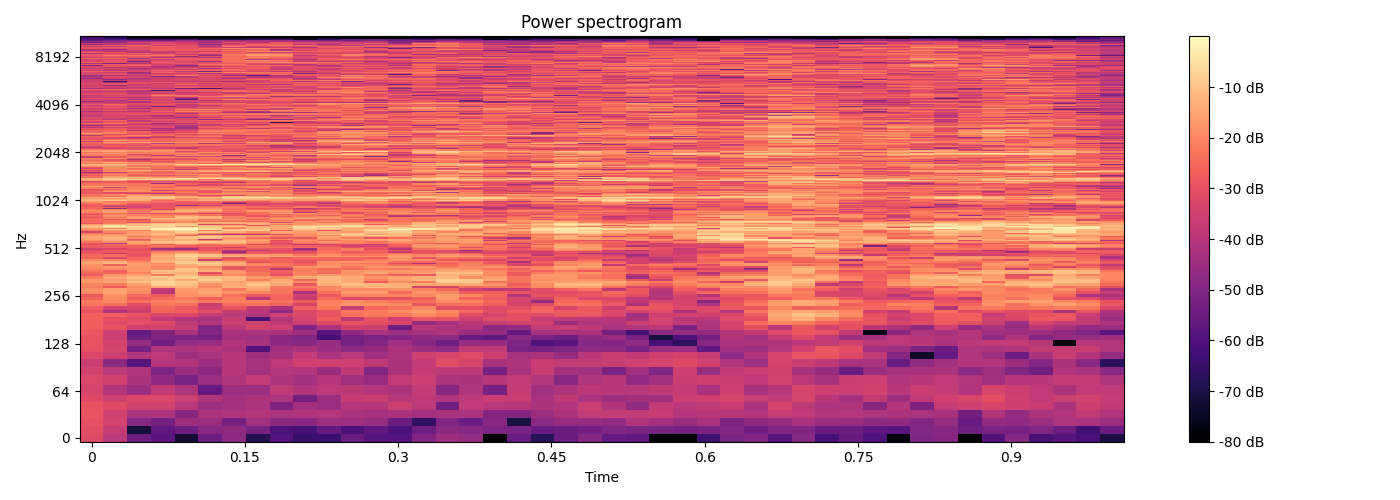 Power spectrogram
Hz
8192
4096
2048
1024
512
256
128
64
0
0 0.15 0.3 0.45 0.6 0.75 0.9
Time
-10 dB
-20 dB
-30 dB
-40 dB
-50 dB
-60 dB
-70 dB
-80 dB